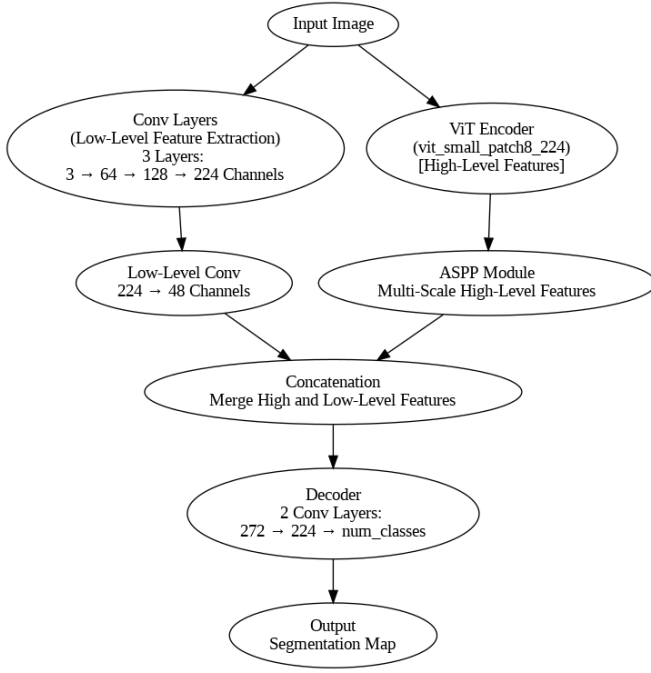 Input Image
Conv Layers
(Low-Level Feature Extraction)
3 Layers:
3 → 64 → 128 → 224 Channels
ViT Encoder
(vit_small_patch8_224)
[High-Level Features]
Low-Level Conv
224 → 48 Channels
ASPP Module
Multi-Scale High-Level Features
Concatenation
Merge High and Low-Level Features
Decoder
2 Conv Layers:
272 → 224 → num_classes
Output
Segmentation Map